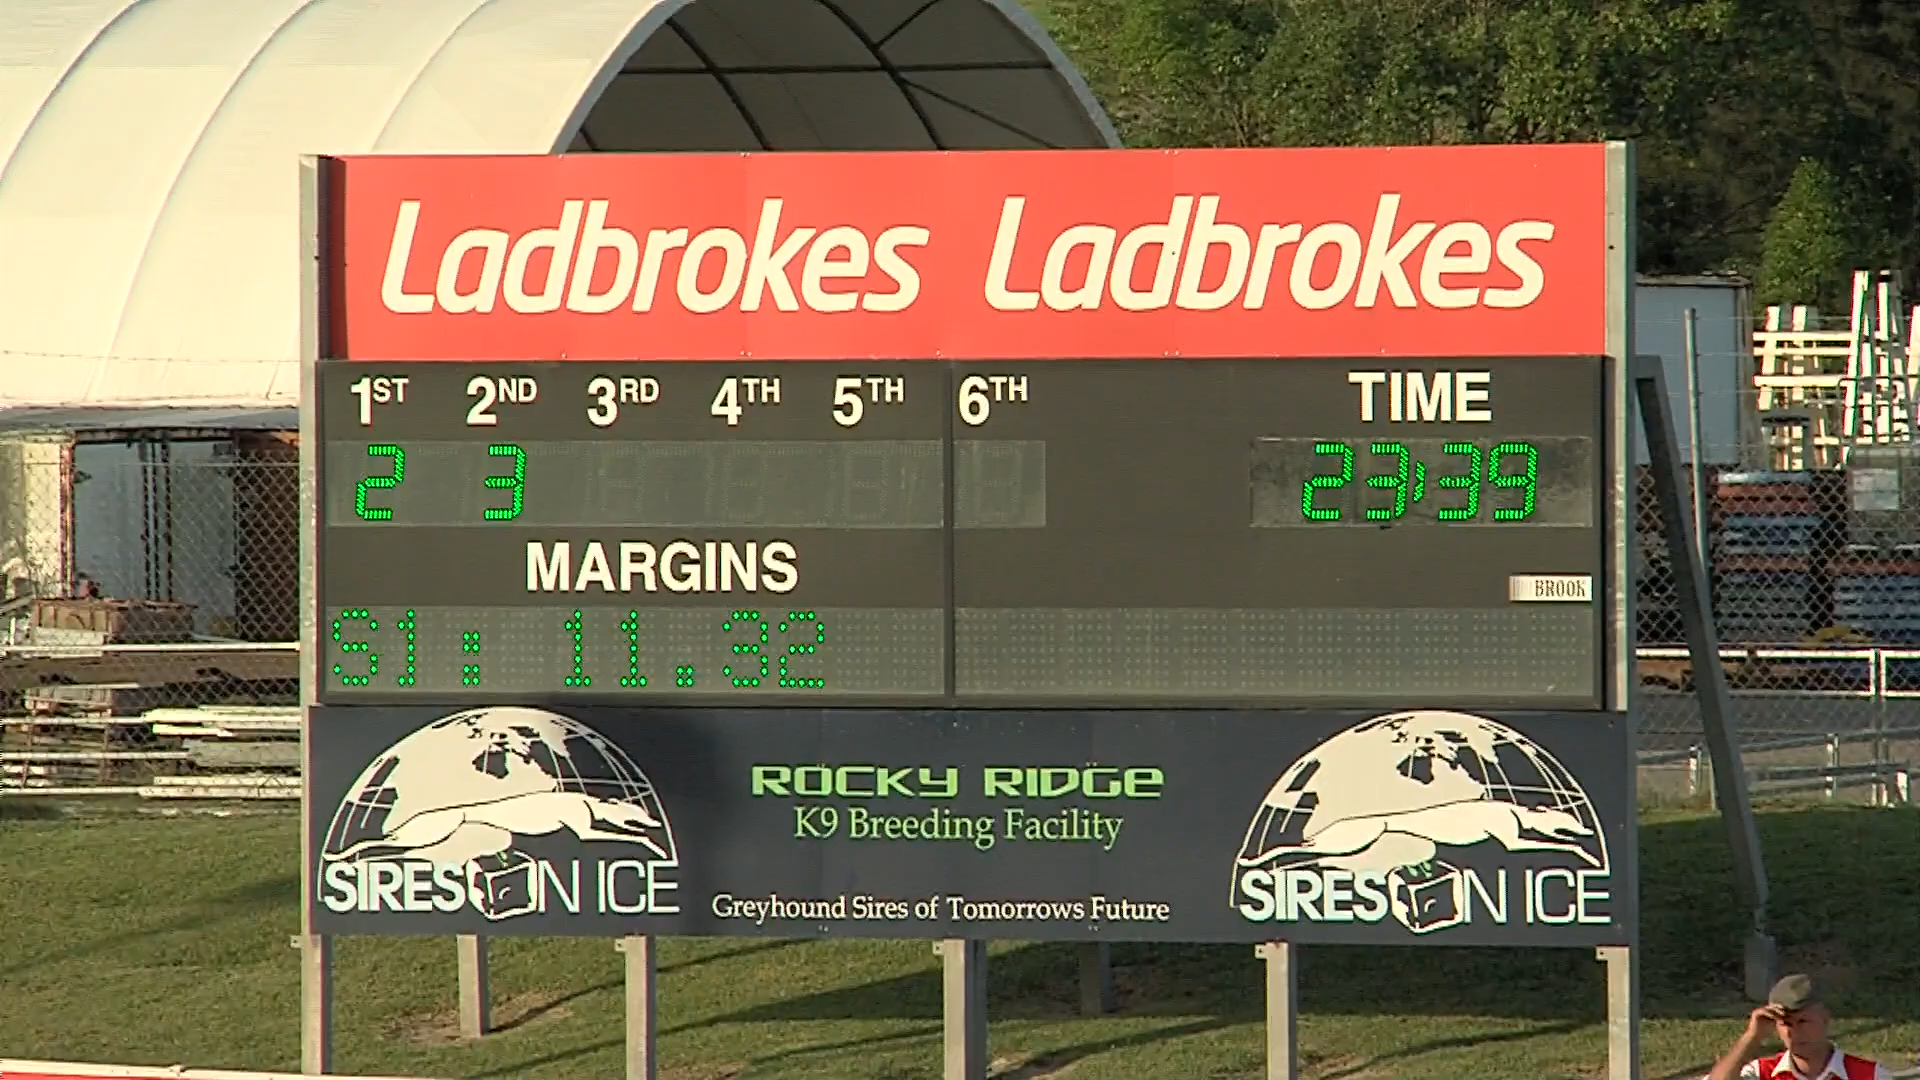 Ladbrokes Ladbrokes
1ST 2ND 3RD 4TH 5TH 6TH TIME
2 3 23:39
MARGINS
BROOK
S1: 11.32
ROCKY RIDGE
K9 Breeding Facility
SIRES ON ICE
Greyhound Sires of Tomorrows Future
SIRES ON ICE